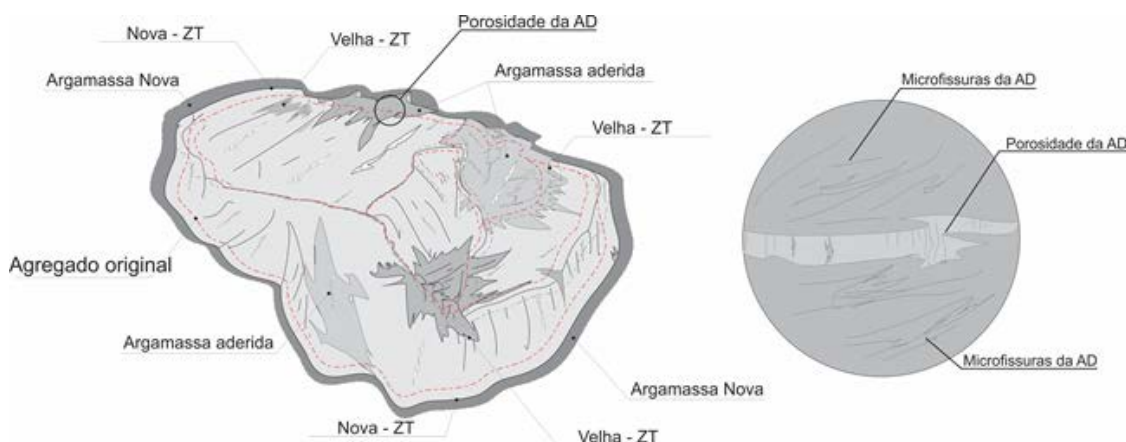 Porosidade da AD
Nova - ZT
Velha - ZT
Argamassa Nova
Argamassa aderida
Velha - ZT
Agregado original
Argamassa aderida
Argamassa Nova
Nova - ZT
Velha - ZT
Microfissuras da AD
Porosidade da AD
Microfissuras da AD